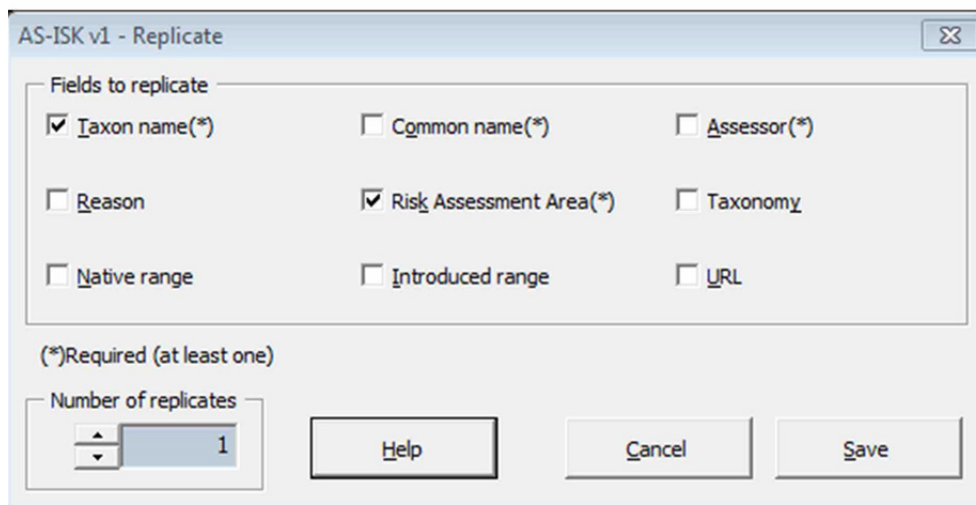 AS-ISK v1 - Replicate
Fields to replicate
Taxon name(*) Common name(*) Assessor(*)
Reason Risk Assessment Area(*) Taxonomy
Native range Introduced range URL
(*)Required (at least one)
Number of replicates
1 Help Cancel Save